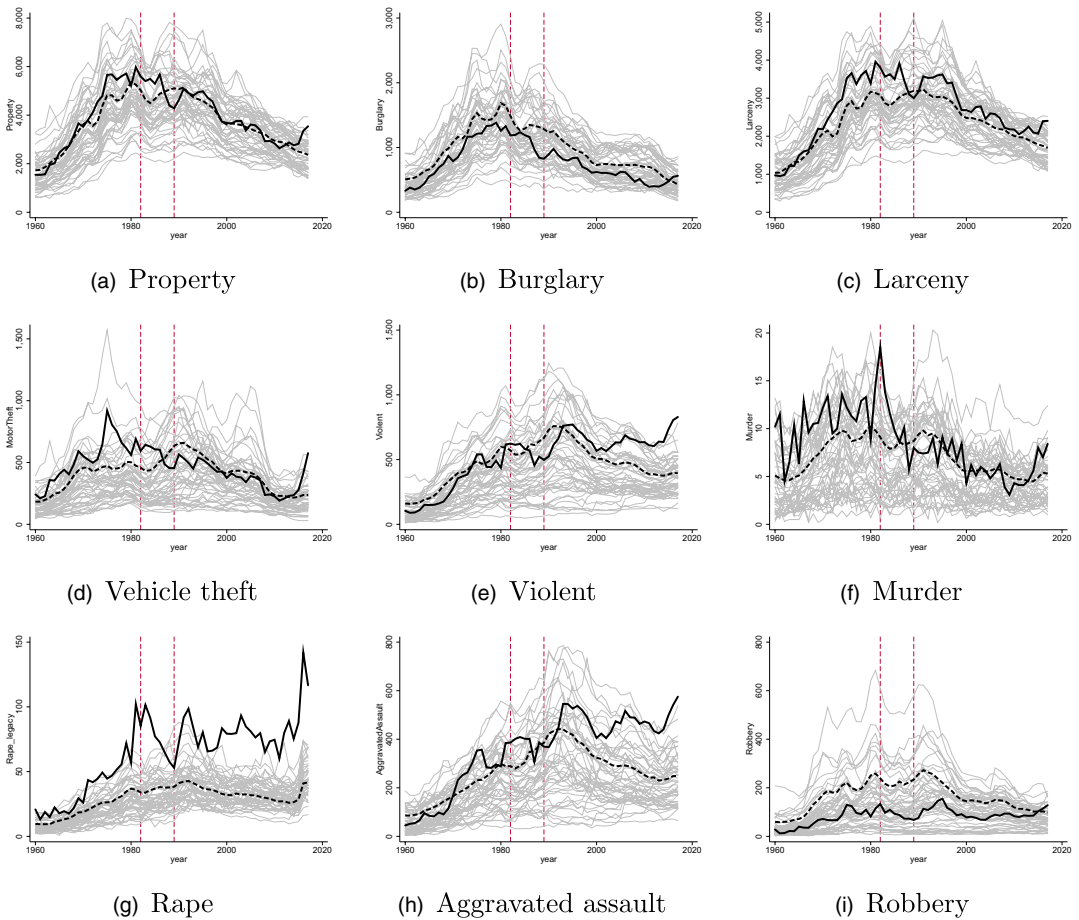 8,000
6,000
4,000
2,000
0
Property
1960
1980
2000
2020
year
(a) Property
3,000
2,000
1,000
0
Burglary
1960
1980
2000
2020
year
(b) Burglary
5,000
4,000
3,000
2,000
1,000
0
Larceny
1960
1980
2000
2020
year
(c) Larceny
1,500
1,000
500
0
MotorTheft
1960
1980
2000
2020
year
(d) Vehicle theft
1,500
1,000
500
0
Violent
1960
1980
2000
2020
year
(e) Violent
20
15
10
5
0
Murder
1960
1980
2000
2020
year
(f) Murder
150
100
50
0
Rape_legacy
1960
1980
2000
2020
year
(g) Rape
800
600
400
200
0
AggravatedAssault
1960
1980
2000
2020
year
(h) Aggravated assault
800
600
400
200
0
Robbery
1960
1980
2000
2020
year
(i) Robbery